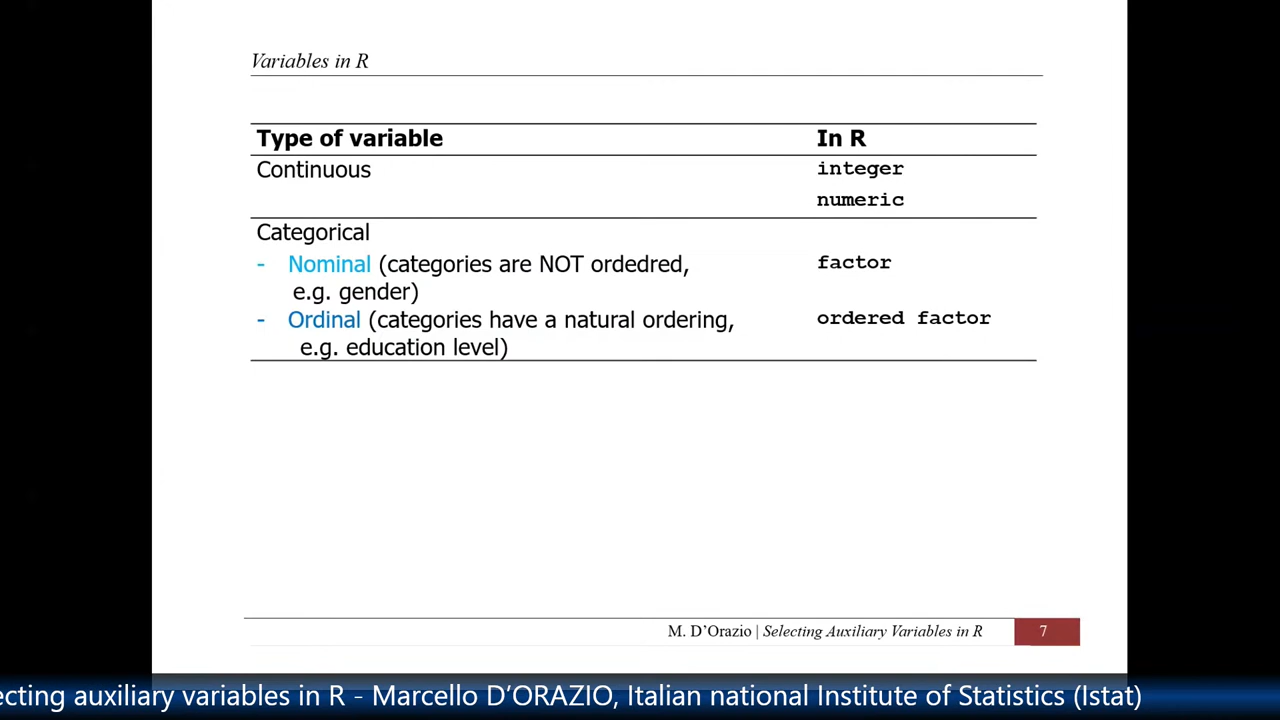 Variables in R
Type of variable In R
Continuous integer
numeric
Categorical
- Nominal (categories are NOT ordedred, factor
e.g. gender)
- Ordinal (categories have a natural ordering, ordered factor
e.g. education level)
M. D'Orazio | Selecting Auxiliary Variables in R 7
ecting auxiliary variables in R - Marcello D'ORAZIO, Italian national Institute of Statistics (Istat)